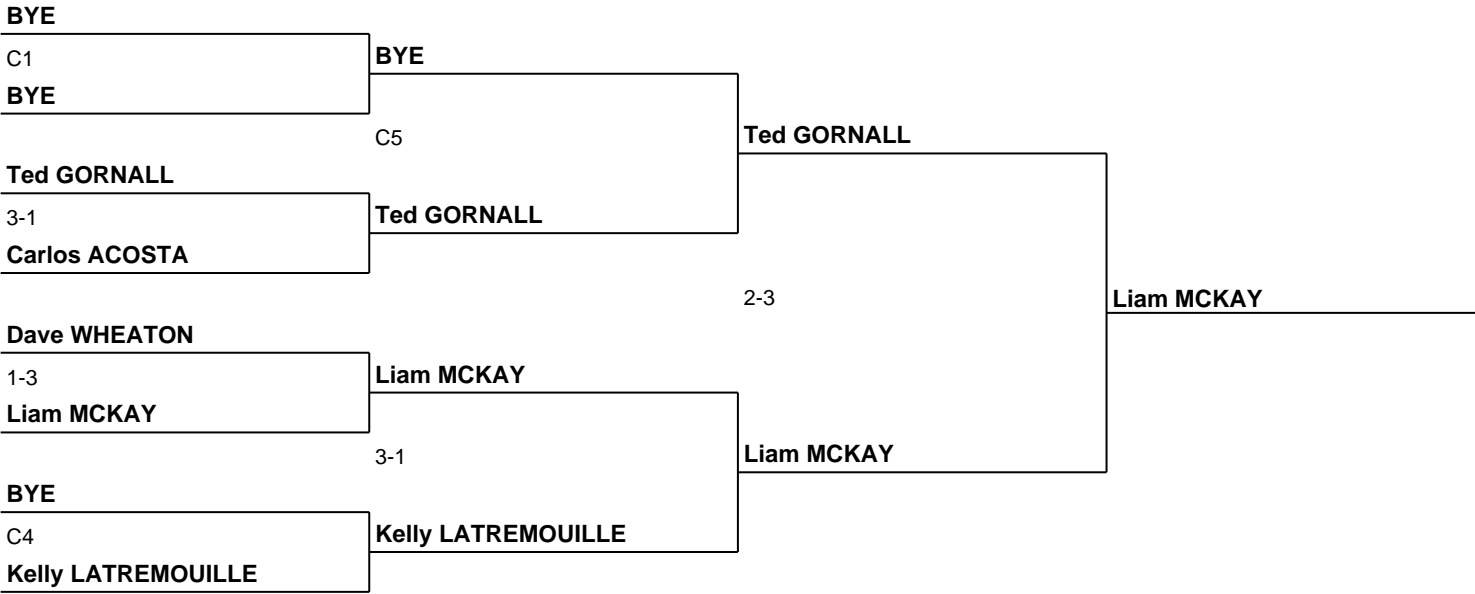 BYE
C1
BYE
BYE
C5
Ted GORNALL
Ted GORNALL
3-1
Ted GORNALL
Carlos ACOSTA
2-3
Liam MCKAY
Dave WHEATON
1-3
Liam MCKAY
Liam MCKAY
3-1
Liam MCKAY
BYE
C4
Kelly LATREMOUILLE
Kelly LATREMOUILLE